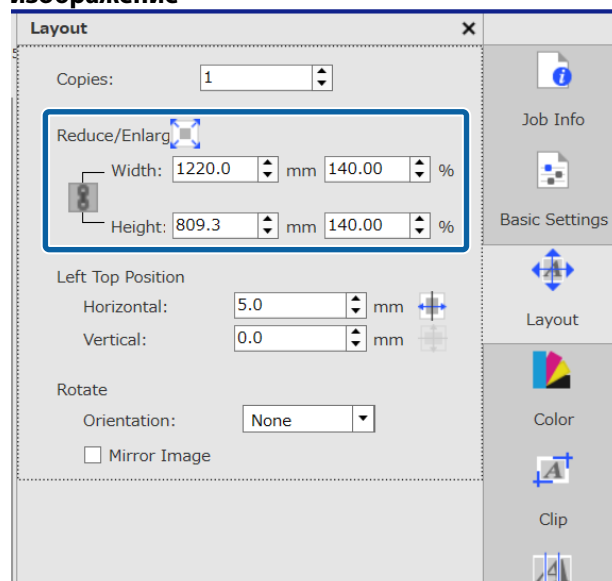 изображение
Layout
Copies: 1
Reduce/Enlarg
Width: 1220.0 mm 140.00 %
Height: 809.3 mm 140.00 %
Left Top Position
Horizontal: 5.0 mm
Vertical: 0.0 mm
Rotate
Orientation: None
Mirror Image
Job Info
Basic Settings
Layout
Color
Clip